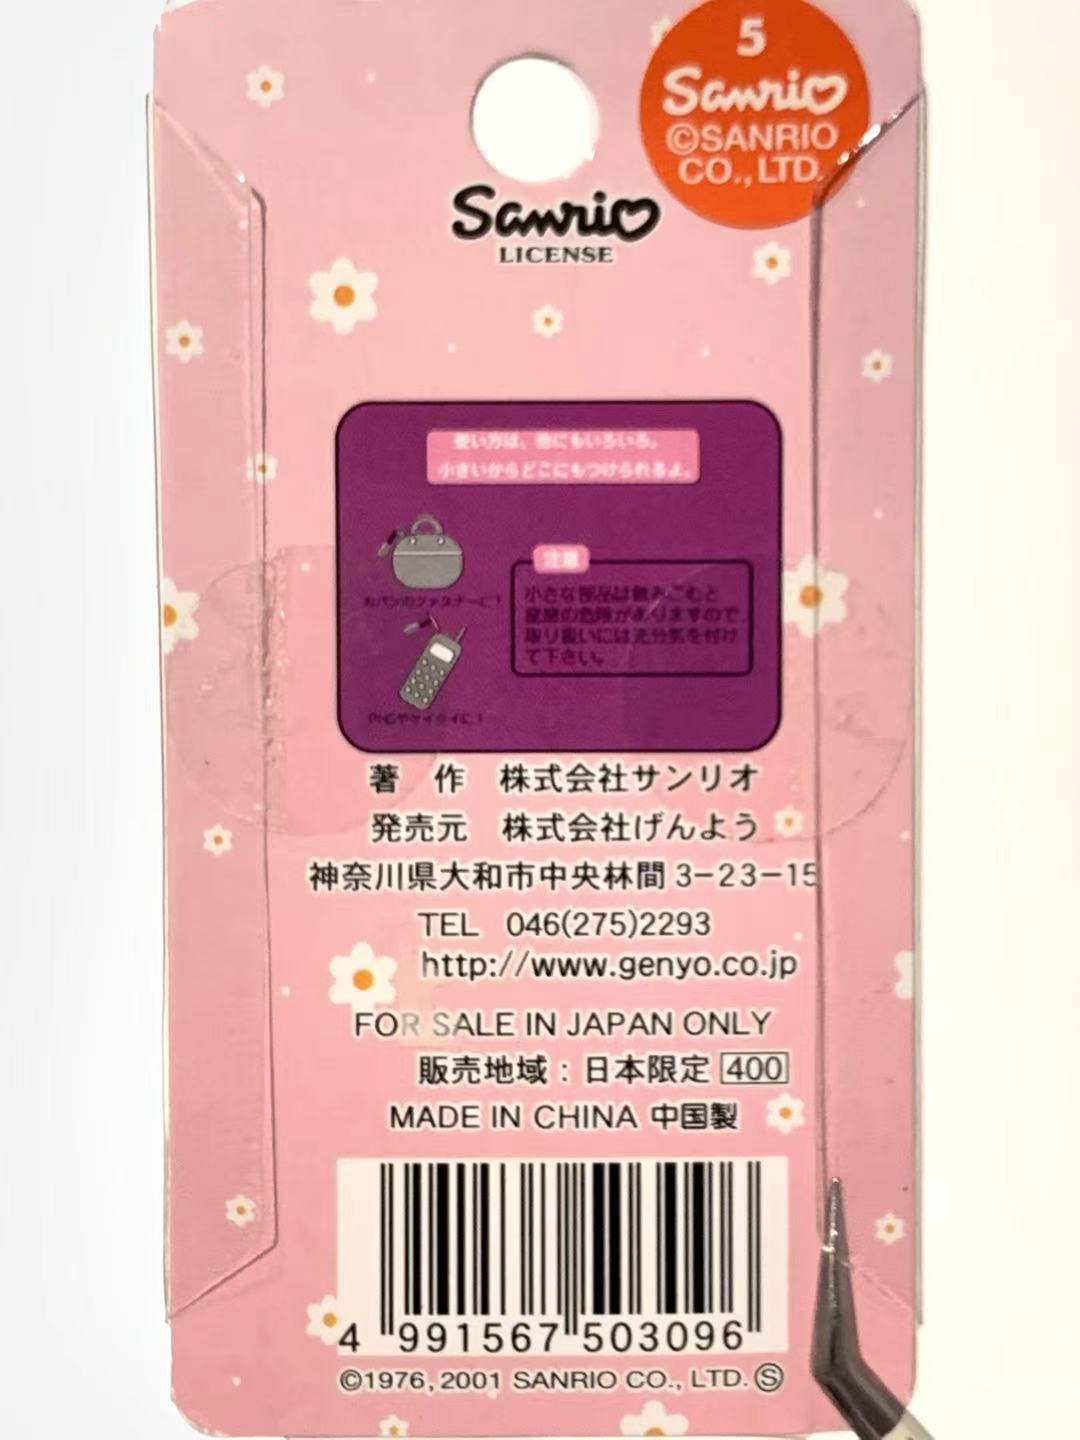 5
Sanrio
©SANRIO
CO., LTD.
Sanrio
LICENSE
使い方は、他にもいろいろ。
小さいからどこにもつけられるよ。
カバンのファスナーに!
注意
小さな部品は飲みこむと
窒息の危険がありますので、
取り扱いには充分気を付け
て下さい。
著 作 株式会社サンリオ
発売元 株式会社げんよう
神奈川県大和市中央林間3-23-15
TEL 046(275)2293
http://www.genyo.co.jp
FOR SALE IN JAPAN ONLY
販売地域:日本限定 400
MADE IN CHINA 中国製
4 991567 503096
©1976, 2001 SANRIO CO., LTD. Ⓢ